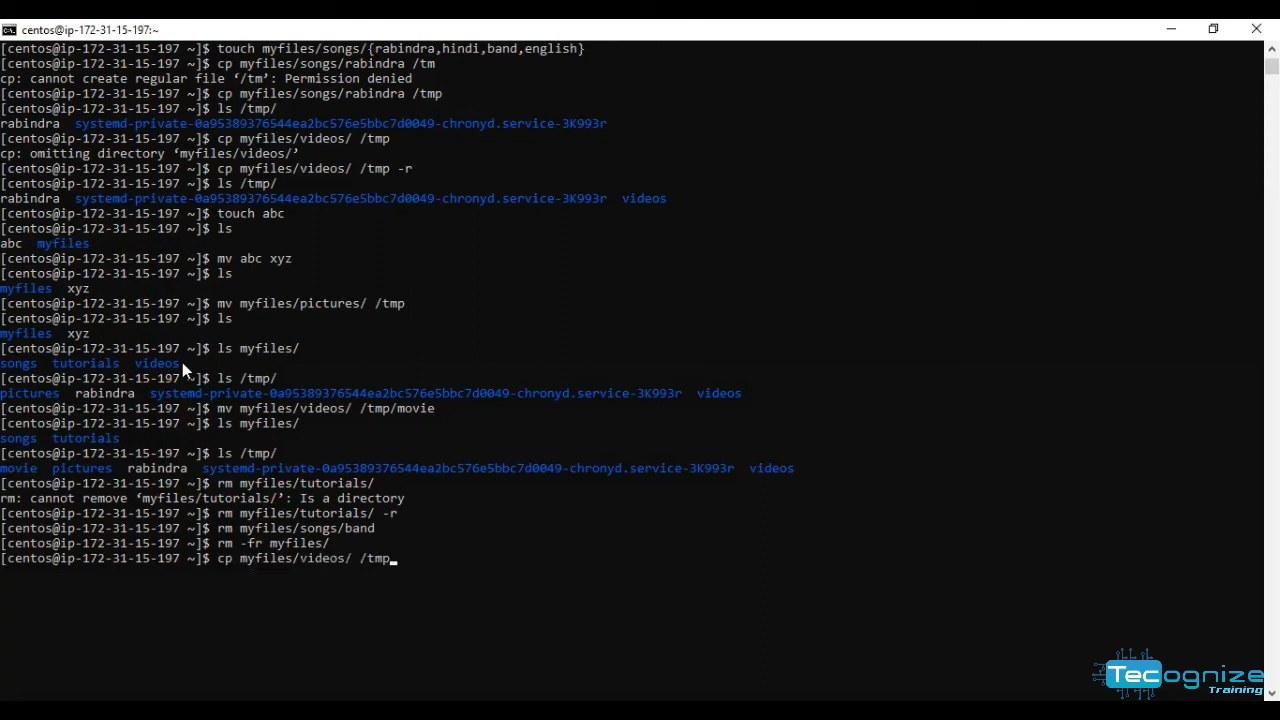 centos@ip-172-31-15-197:~
[centos@ip-172-31-15-197 ~]$ touch myfiles/songs/{rabindra,hindi,band,english}
[centos@ip-172-31-15-197 ~]$ cp myfiles/songs/rabindra /tm
cp: cannot create regular file ‘/tm’: Permission denied
[centos@ip-172-31-15-197 ~]$ cp myfiles/songs/rabindra /tmp
[centos@ip-172-31-15-197 ~]$ ls /tmp/
rabindra  systemd-private-0a95389376544ea2bc576e5bbc7d0049-chronyd.service-3K993r
[centos@ip-172-31-15-197 ~]$ cp myfiles/videos/ /tmp
cp: omitting directory ‘myfiles/videos/’
[centos@ip-172-31-15-197 ~]$ cp myfiles/videos/ /tmp -r
[centos@ip-172-31-15-197 ~]$ ls /tmp/
rabindra  systemd-private-0a95389376544ea2bc576e5bbc7d0049-chronyd.service-3K993r  videos
[centos@ip-172-31-15-197 ~]$ touch abc
[centos@ip-172-31-15-197 ~]$ ls
abc  myfiles
[centos@ip-172-31-15-197 ~]$ mv abc xyz
[centos@ip-172-31-15-197 ~]$ ls
myfiles  xyz
[centos@ip-172-31-15-197 ~]$ mv myfiles/pictures/ /tmp
[centos@ip-172-31-15-197 ~]$ ls
myfiles  xyz
[centos@ip-172-31-15-197 ~]$ ls myfiles/
songs  tutorials  videos
[centos@ip-172-31-15-197 ~]$ ls /tmp/
pictures  rabindra  systemd-private-0a95389376544ea2bc576e5bbc7d0049-chronyd.service-3K993r  videos
[centos@ip-172-31-15-197 ~]$ mv myfiles/videos/ /tmp/movie
[centos@ip-172-31-15-197 ~]$ ls myfiles/
songs  tutorials
[centos@ip-172-31-15-197 ~]$ ls /tmp/
movie  pictures  rabindra  systemd-private-0a95389376544ea2bc576e5bbc7d0049-chronyd.service-3K993r  videos
[centos@ip-172-31-15-197 ~]$ rm myfiles/tutorials/
rm: cannot remove ‘myfiles/tutorials/’: Is a directory
[centos@ip-172-31-15-197 ~]$ rm myfiles/tutorials/ -r
[centos@ip-172-31-15-197 ~]$ rm myfiles/songs/band
[centos@ip-172-31-15-197 ~]$ rm -fr myfiles/
[centos@ip-172-31-15-197 ~]$ cp myfiles/videos/ /tmp
Tecognize
Training